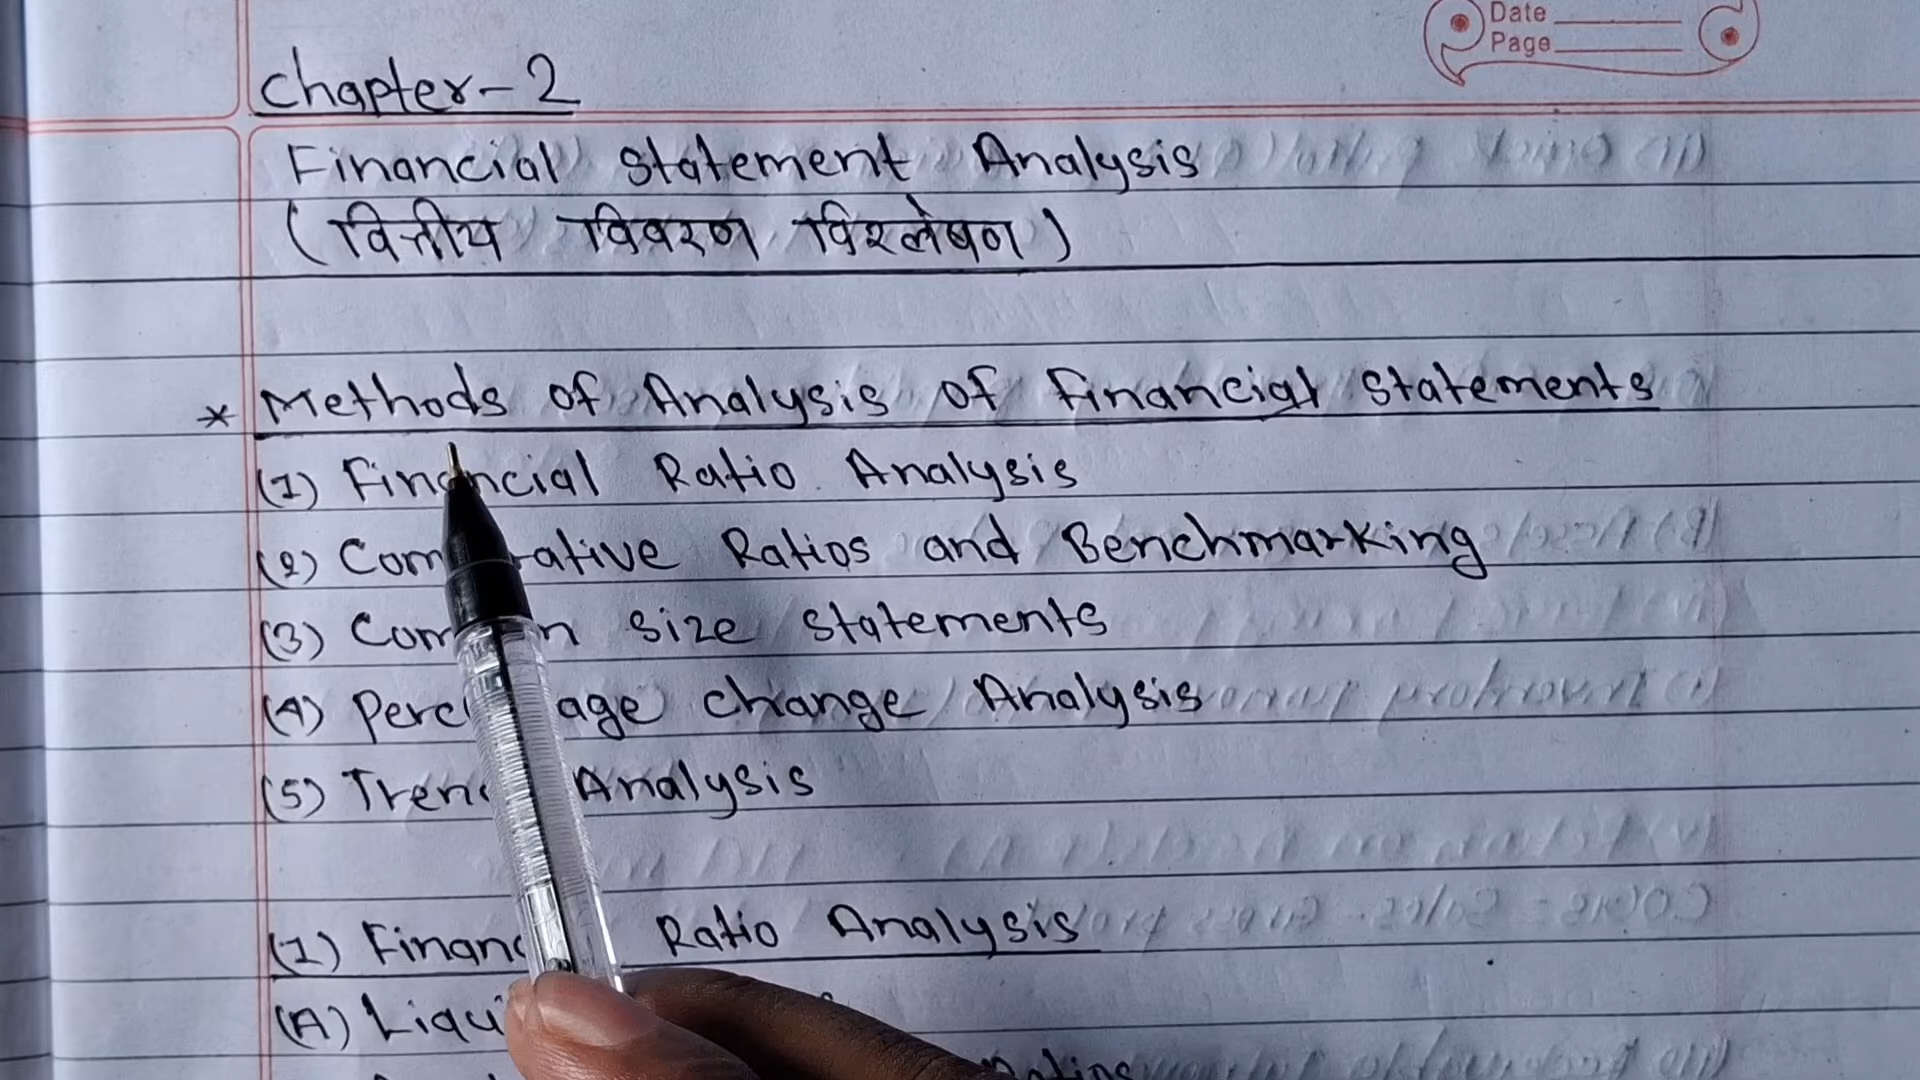 Date
Page
Chapter-2
Financial Statement Analysis
(वित्तीय विवरण विश्लेषण)
* Methods of Analysis of Financial Statements
(1) Financial Ratio Analysis
(2) Comparative Ratios and Benchmarking
(3) Common Size Statements
(4) Percentage Change Analysis
(5) Trend Analysis
(1) Financial Ratio Analysis
(A)